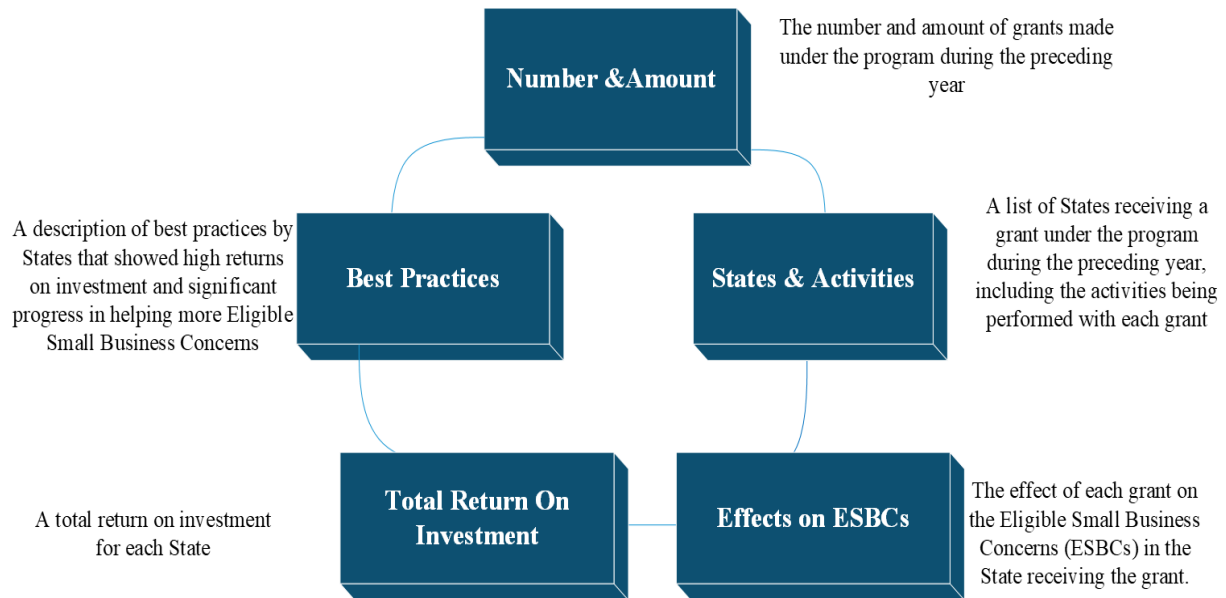 Number &Amount
The number and amount of grants made
under the program during the preceding
year
A description of best practices by
States that showed high returns
on investment and significant
progress in helping more Eligible
Small Business Concerns
Best Practices
States & Activities
A list of States receiving a
grant under the program
during the preceding year,
including the activities being
performed with each grant
A total return on investment
for each State
Total Return On
Investment
Effects on ESBCs
The effect of each grant on
the Eligible Small Business
Concerns (ESBCs) in the
State receiving the grant.